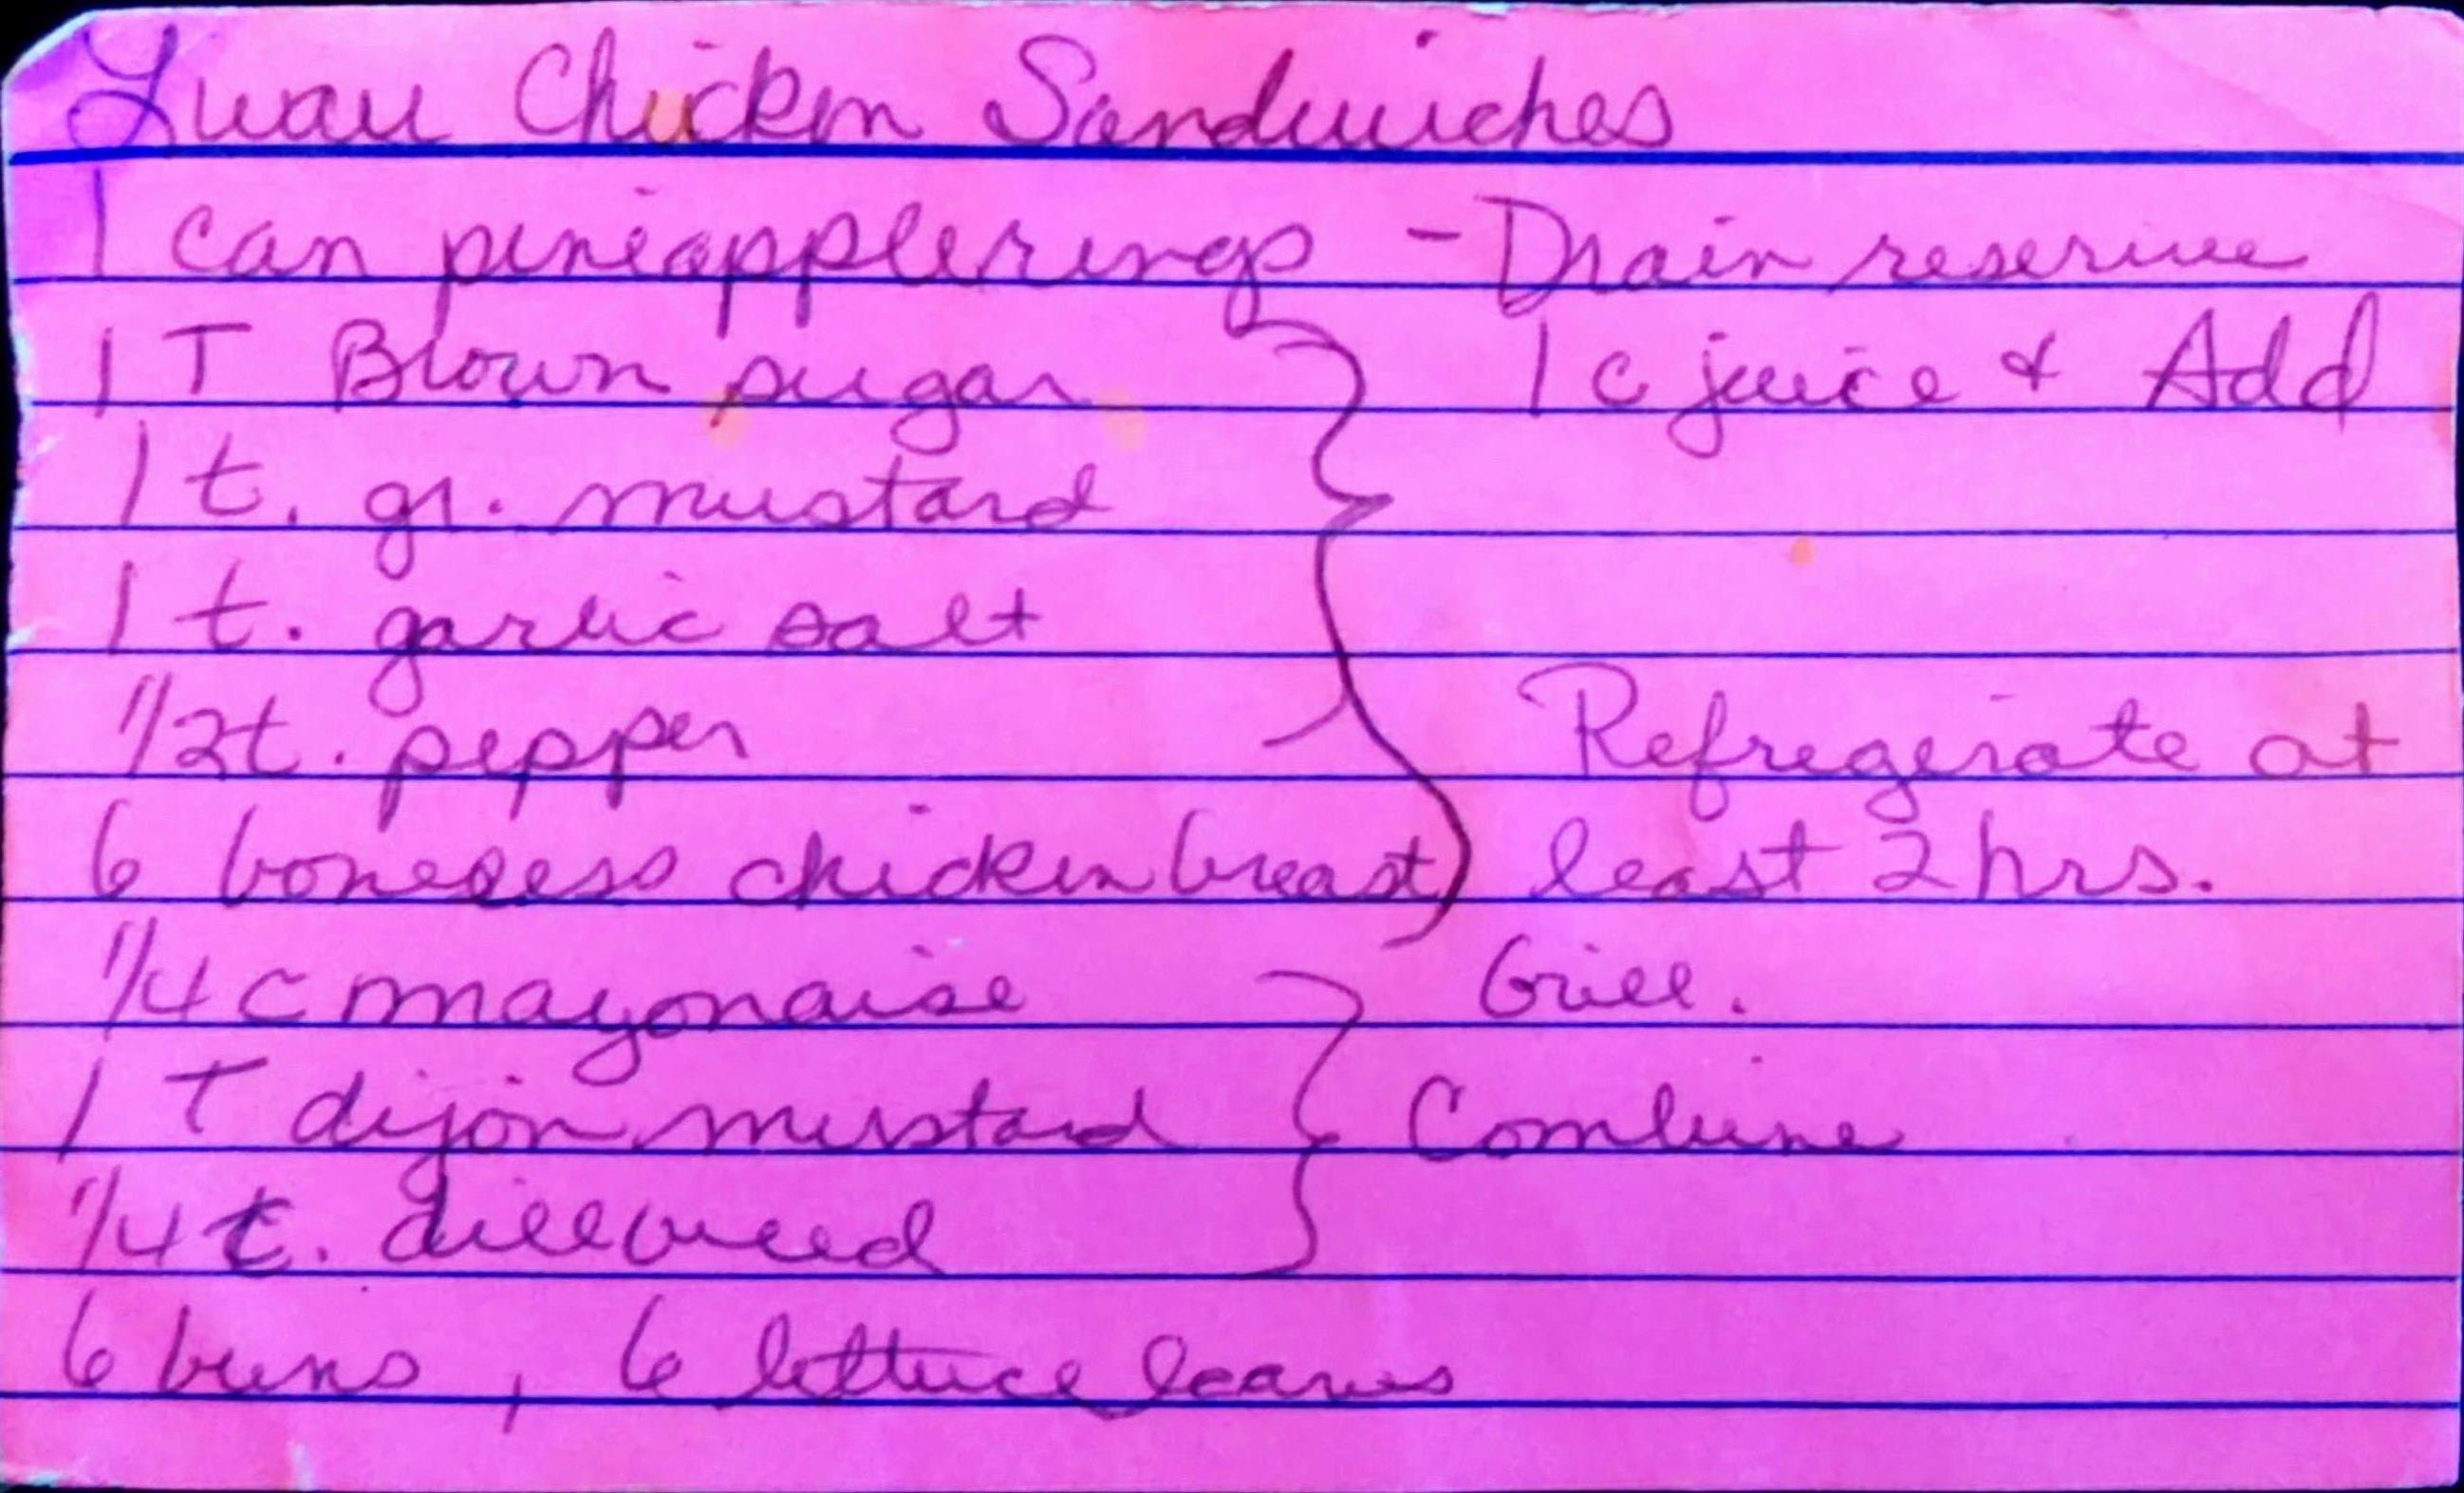 Luau Chicken Sandwiches
1 can pineapple rings - Drain reserve
1 T Brown sugar 1 c juice & Add
1 t. gr. mustard
1 t. garlic salt
1/2 t. pepper Refregerate at
6 boneless chicken breast least 2 hrs.
1/4 c mayonaise Grill.
1 T dijon mustard Combine
1/4 t. dillweed
6 buns, 6 lettuce leaves